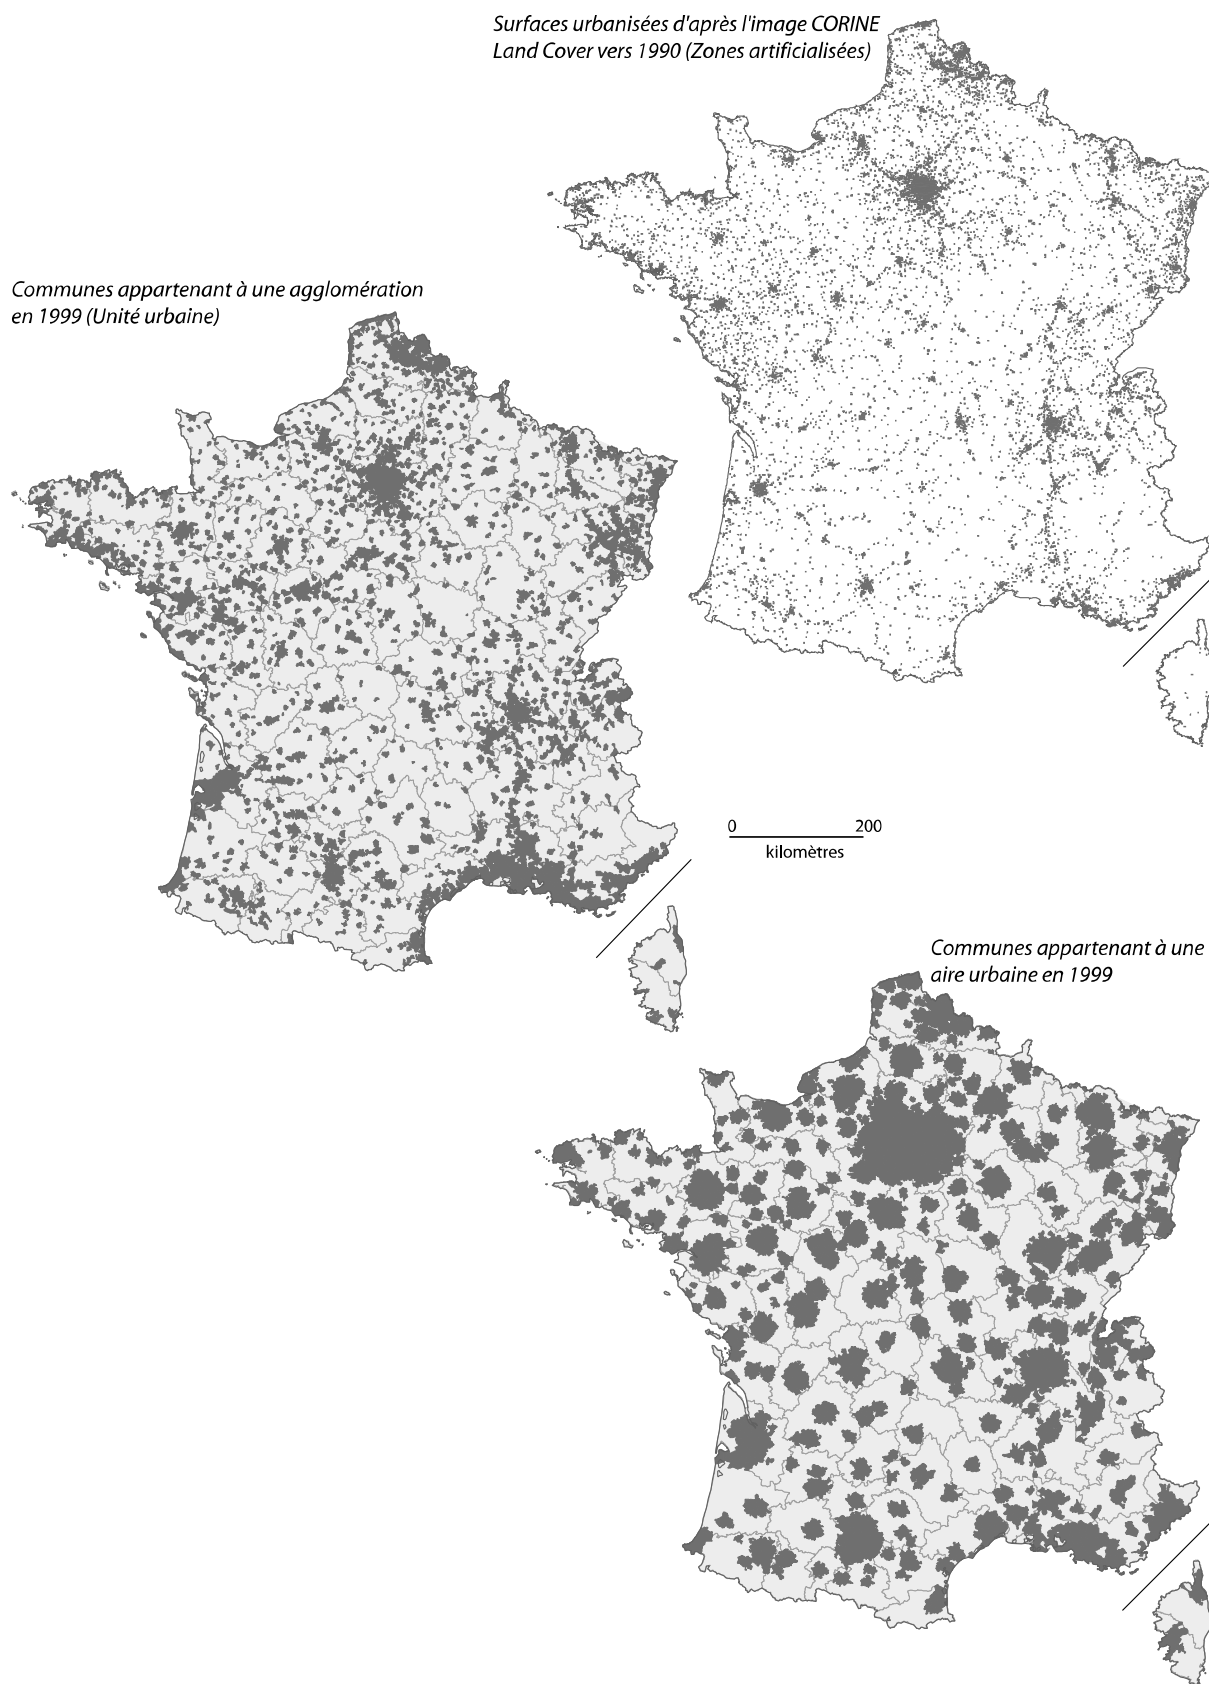 Surfaces urbanisées d'après l'image CORINE
Land Cover vers 1990 (Zones artificialisées)
Communes appartenant à une agglomération
en 1999 (Unité urbaine)
0 200
kilomètres
Communes appartenant à une
aire urbaine en 1999